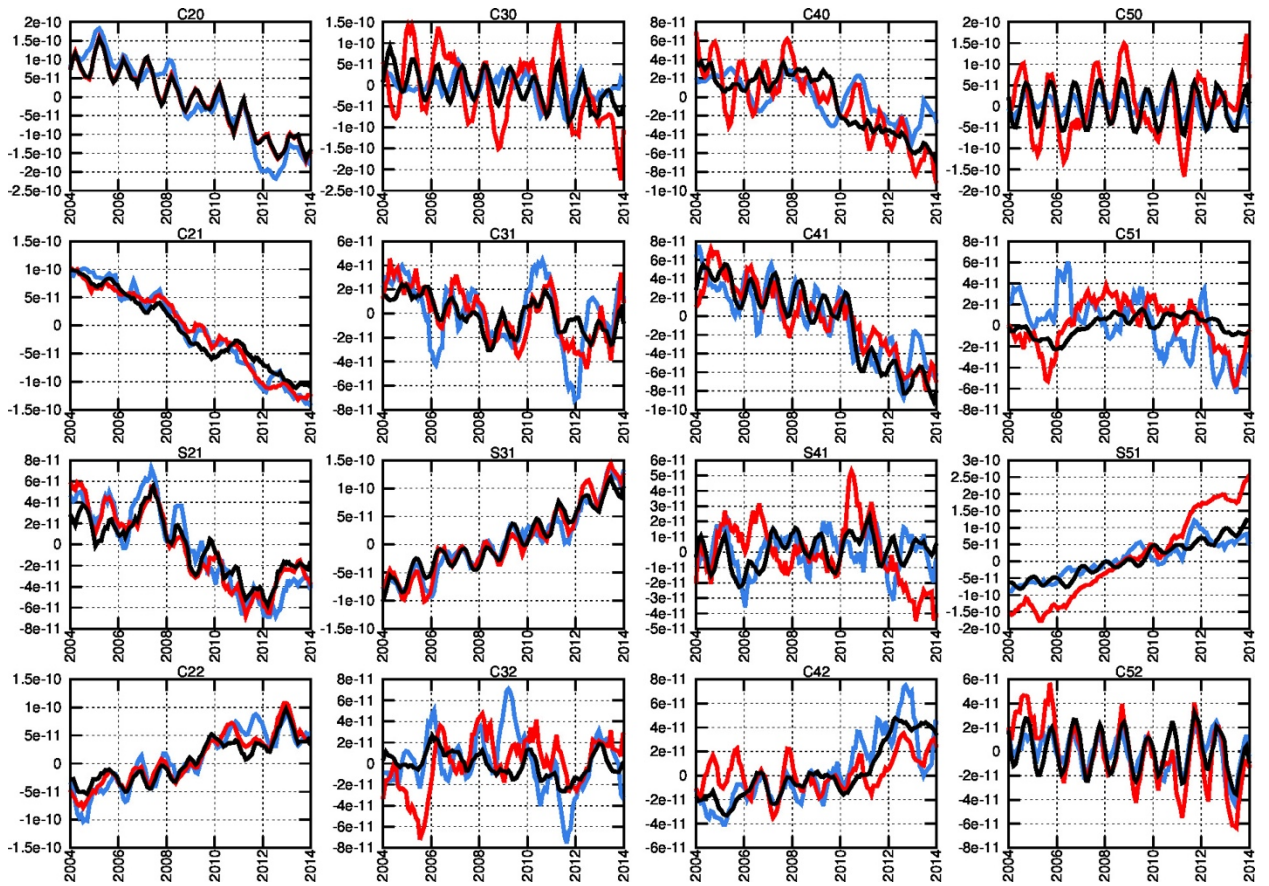 C20
2e-10
1.5e-10
1e-10
5e-11
0
-5e-11
-1e-10
-1.5e-10
-2e-10
-2.5e-10
2004 2006 2008 2010 2012 2014
C30
1.5e-10
1e-10
5e-11
0
-5e-11
-1e-10
-1.5e-10
-2e-10
-2.5e-10
2004 2006 2008 2010 2012 2014
C40
8e-11
6e-11
4e-11
2e-11
0
-2e-11
-4e-11
-6e-11
-8e-11
-1e-10
2004 2006 2008 2010 2012 2014
C50
2e-10
1.5e-10
1e-10
5e-11
0
-5e-11
-1e-10
-1.5e-10
-2e-10
2004 2006 2008 2010 2012 2014
C21
1.5e-10
1e-10
5e-11
0
-5e-11
-1e-10
-1.5e-10
2004 2006 2008 2010 2012 2014
C31
6e-11
4e-11
2e-11
0
-2e-11
-4e-11
-6e-11
-8e-11
2004 2006 2008 2010 2012 2014
C41
8e-11
6e-11
4e-11
2e-11
0
-2e-11
-4e-11
-6e-11
-8e-11
-1e-10
2004 2006 2008 2010 2012 2014
C51
8e-11
6e-11
4e-11
2e-11
0
-2e-11
-4e-11
-6e-11
-8e-11
2004 2006 2008 2010 2012 2014
S21
8e-11
6e-11
4e-11
2e-11
0
-2e-11
-4e-11
-6e-11
-8e-11
2004 2006 2008 2010 2012 2014
S31
1.5e-10
1e-10
5e-11
0
-5e-11
-1e-10
-1.5e-10
2004 2006 2008 2010 2012 2014
S41
6e-11
5e-11
4e-11
3e-11
2e-11
1e-11
0
-1e-11
-2e-11
-3e-11
-4e-11
-5e-11
2004 2006 2008 2010 2012 2014
S51
3e-10
2.5e-10
2e-10
1.5e-10
1e-10
5e-11
0
-5e-11
-1e-10
-1.5e-10
-2e-10
2004 2006 2008 2010 2012 2014
C22
1.5e-10
1e-10
5e-11
0
-5e-11
-1e-10
-1.5e-10
2004 2006 2008 2010 2012 2014
C32
8e-11
6e-11
4e-11
2e-11
0
-2e-11
-4e-11
-6e-11
-8e-11
2004 2006 2008 2010 2012 2014
C42
1e-10
8e-11
6e-11
4e-11
2e-11
0
-2e-11
-4e-11
-6e-11
2004 2006 2008 2010 2012 2014
C52
6e-11
4e-11
2e-11
0
-2e-11
-4e-11
-6e-11
-8e-11
2004 2006 2008 2010 2012 2014